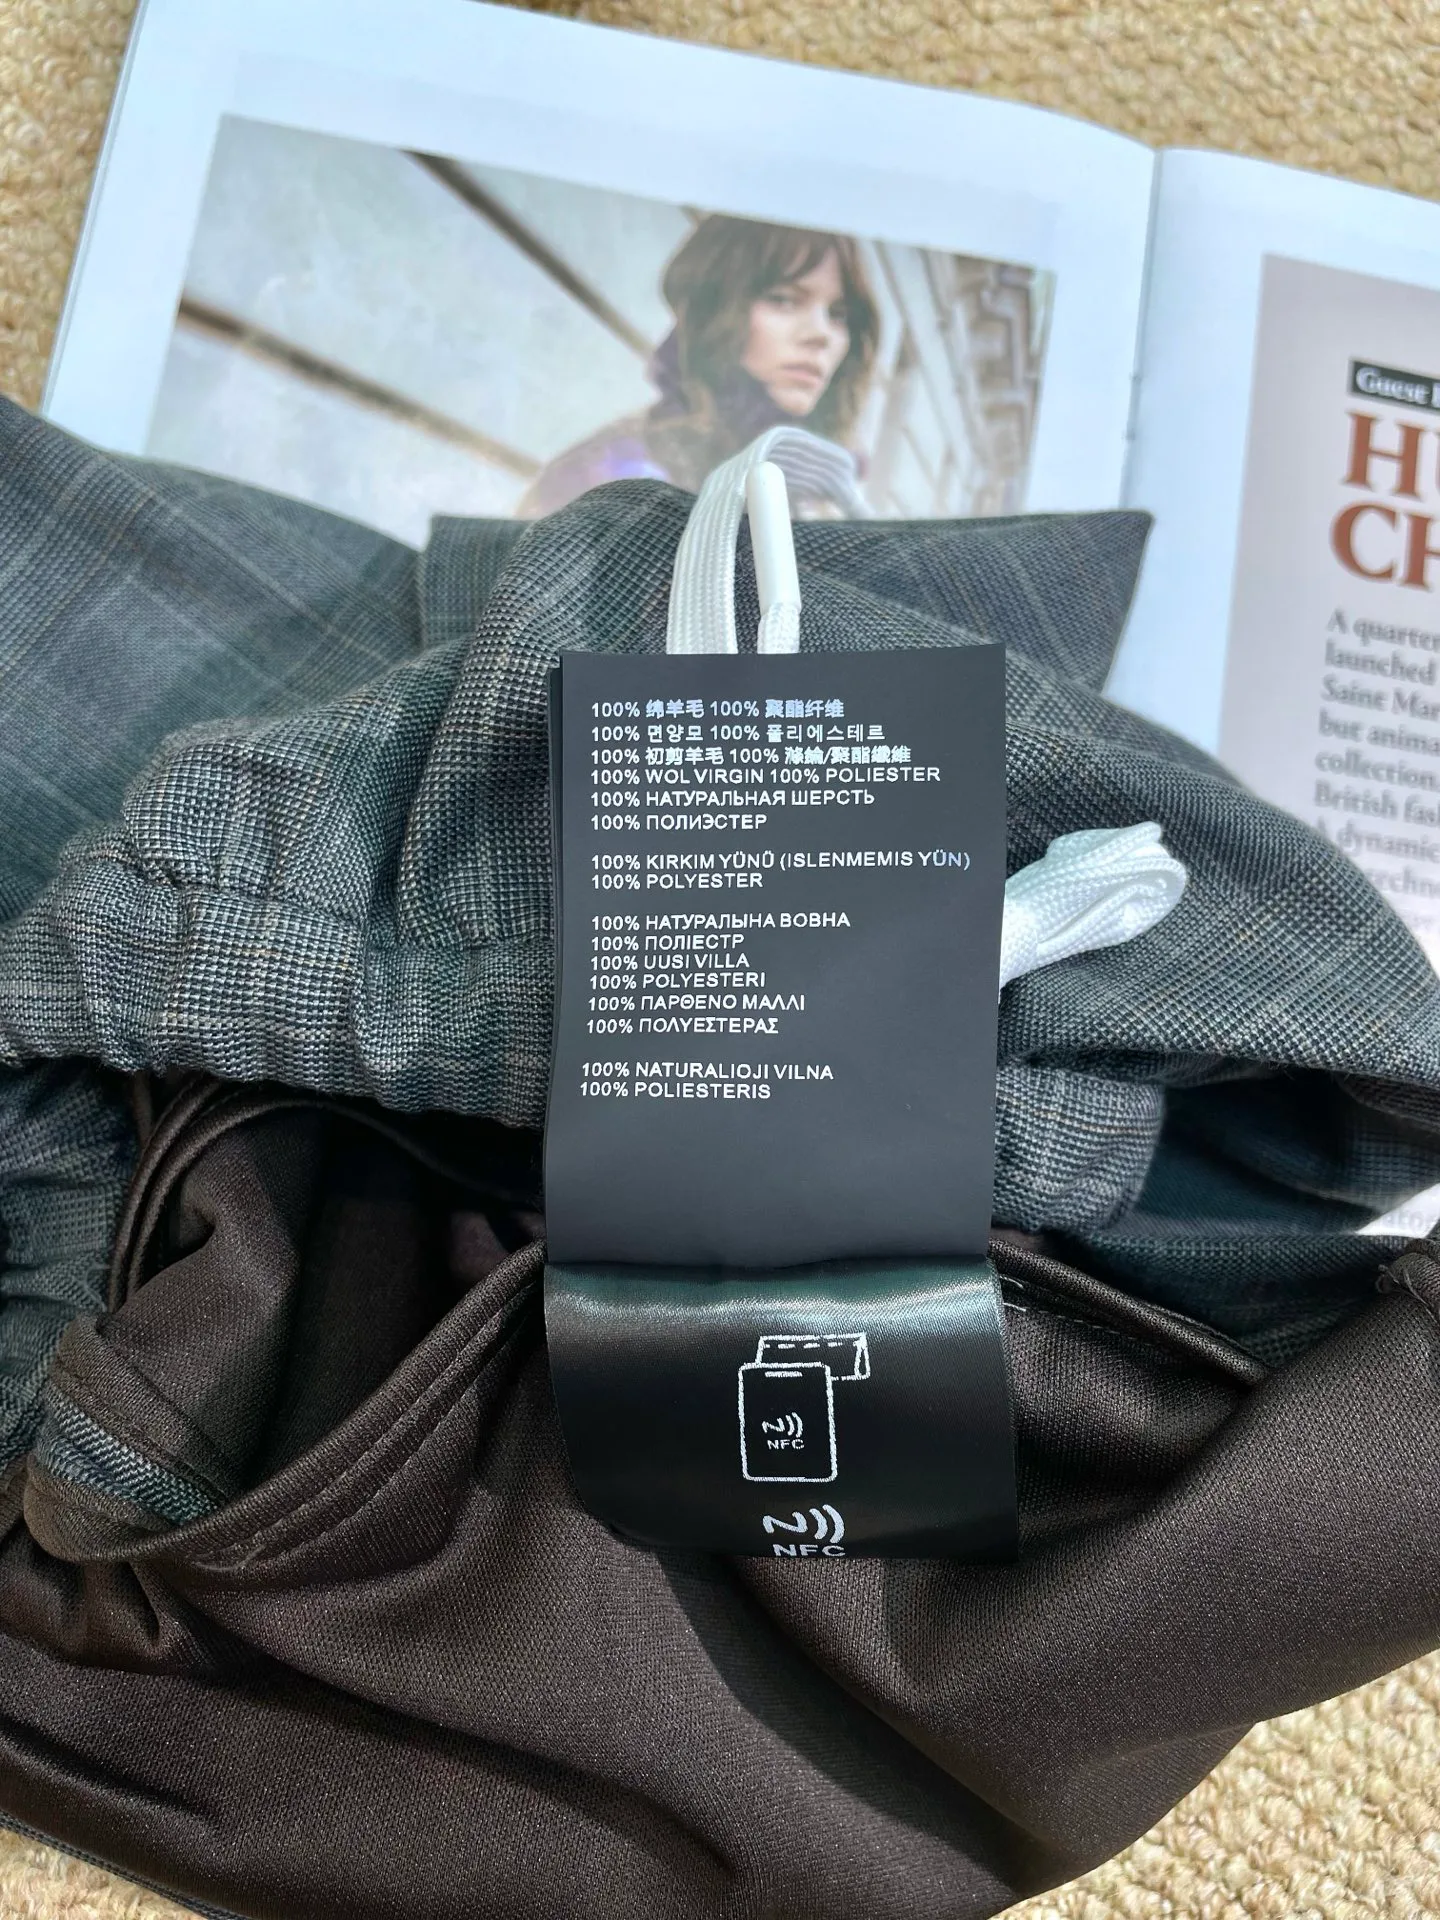 100% 绵羊毛 100% 聚酯纤维
100% 면양모 100% 폴리에스테르
100% 初剪羊毛 100% 滌綸/聚酯纖維
100% WOL VIRGIN 100% POLIESTER
100% НАТУРАЛЬНАЯ ШЕРСТЬ
100% ПОЛИЭСТЕР
100% KIRKIM YÜNÜ (ISLENMEMIS YÜN)
100% POLYESTER
100% НАТУРАЛЫНА ВОВНА
100% ПОЛІЕСТР
100% UUSI VILLA
100% POLYESTERI
100% ΠΑΡΘΕΝΟ ΜΑΛΛΙ
100% ΠΟΛΥΕΣΤΕΡΑΣ
100% NATURALIOJI VILNA
100% POLIESTERIS
NFC
NFC
Guest
HU
CH
A quarter
launched
Saint Mar
but anima
collection.
British fash
A dynamic